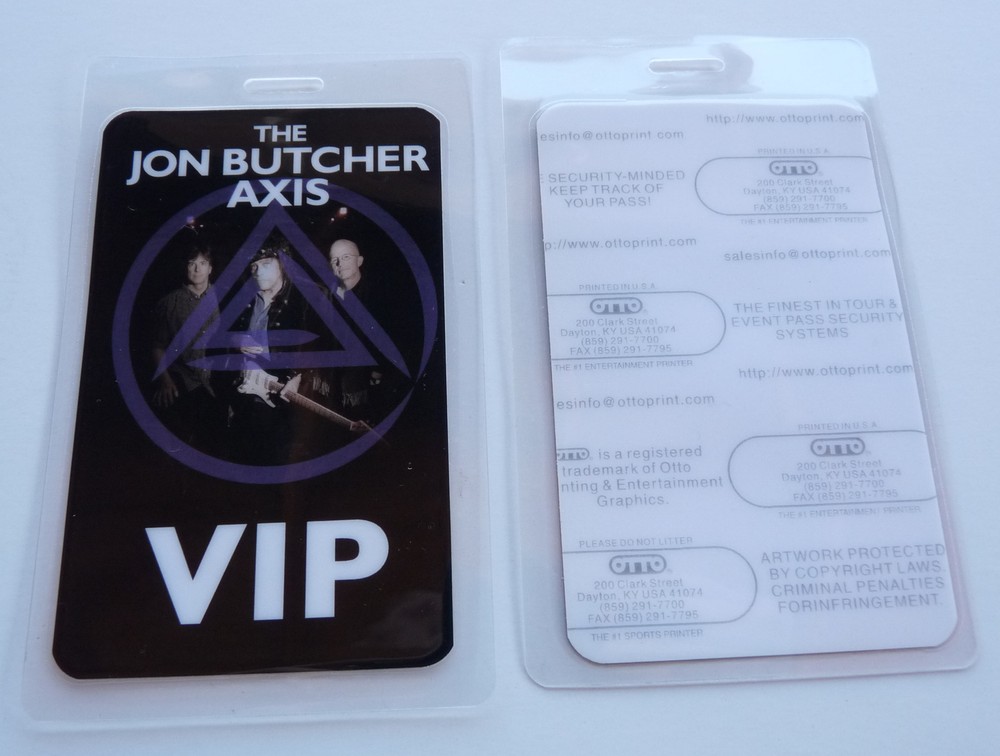 THE
JON BUTCHER
AXIS
VIP
http://www.ottoprint.com
esinfo@ottoprint.com
PRINTED IN U.S.A.
OTTO
200 Clark Street
Dayton, KY USA 41074
(859) 291-7700
FAX (859) 291-7795
THE #1 ENTERTAINMENT PRINTER
E SECURITY-MINDED
KEEP TRACK OF
YOUR PASS!
p://www.ottoprint.com
salesinfo@ottoprint.com
PRINTED IN U.S.A.
OTTO
200 Clark Street
Dayton, KY USA 41074
(859) 291-7700
FAX (859) 291-7795
THE #1 ENTERTAINMENT PRINTER
THE FINEST IN TOUR &
EVENT PASS SECURITY
SYSTEMS
http://www.ottoprint.com
esinfo@ottoprint.com
OTTO. is a registered
trademark of Otto
nting & Entertainment
Graphics.
PRINTED IN U.S.A.
OTTO
200 Clark Street
Dayton, KY USA 41074
(859) 291-7700
FAX (859) 291-7795
THE #1 ENTERTAINMENT PRINTER
PLEASE DO NOT LITTER
OTTO
200 Clark Street
Dayton, KY USA 41074
(859) 291-7700
FAX (859) 291-7795
THE #1 SPORTS PRINTER
ARTWORK PROTECTED
BY COPYRIGHT LAWS.
CRIMINAL PENALTIES
FORINFRINGEMENT.